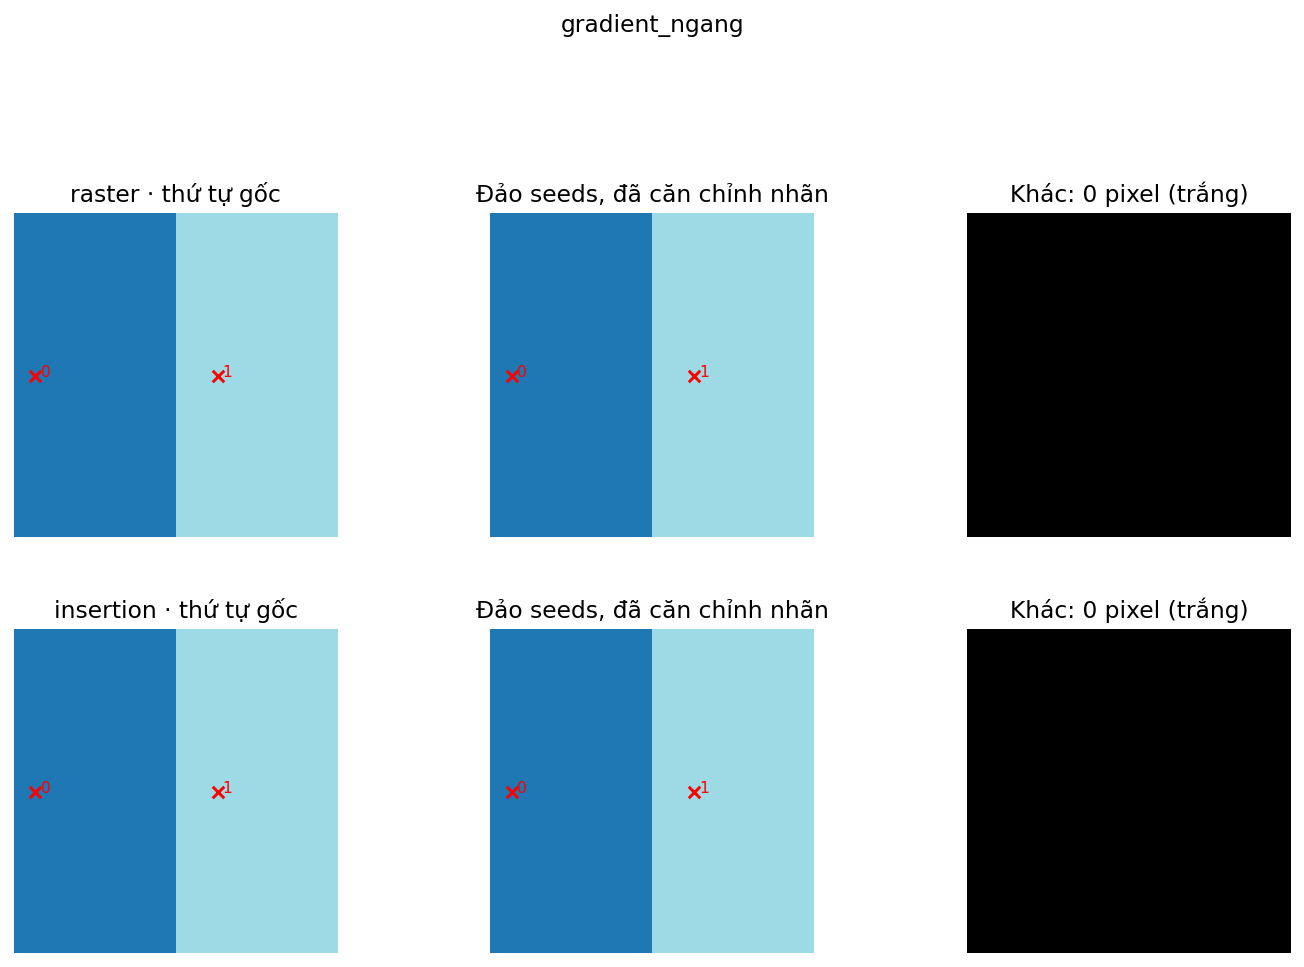 gradient_ngang
raster · thứ tự gốc
Đảo seeds, đã căn chỉnh nhãn
Khác: 0 pixel (trắng)
0
1
0
1
insertion · thứ tự gốc
Đảo seeds, đã căn chỉnh nhãn
Khác: 0 pixel (trắng)
0
1
0
1